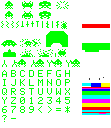 ABCDEFGH
IJKLMNOP
QRSTUVWX
YZ012345
6789<>=*
?